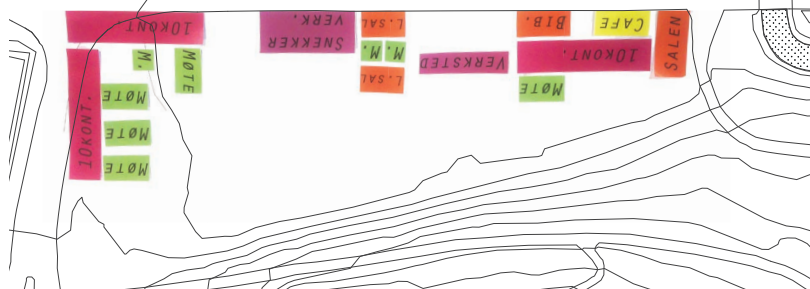 10KONT.
M.
MØTE
10KONT.
MØTE
MØTE
MØTE
SNEKKER
VERK.
L.SAL
M.
M.
L.SAL
VERKSTED
BIB.
CAFE
10KONT.
MØTE
SALEN